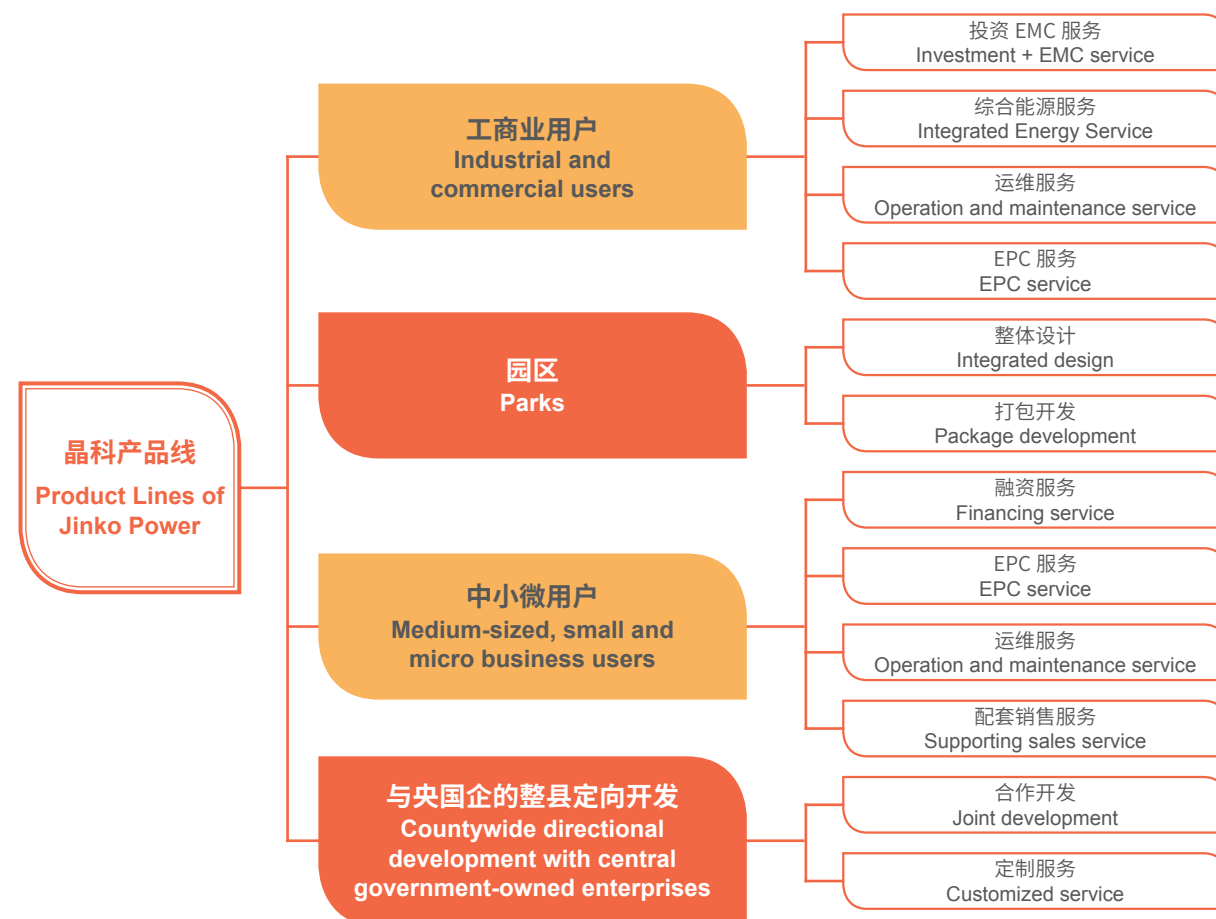 晶科产品线
Product Lines of
Jinko Power
工商业用户
Industrial and
commercial users
投资 EMC 服务
Investment + EMC service
综合能源服务
Integrated Energy Service
运维服务
Operation and maintenance service
EPC 服务
EPC service
园区
Parks
整体设计
Integrated design
打包开发
Package development
中小微用户
Medium-sized, small and
micro business users
融资服务
Financing service
EPC 服务
EPC service
运维服务
Operation and maintenance service
配套销售服务
Supporting sales service
与央国企的整县定向开发
Countywide directional
development with central
government-owned enterprises
合作开发
Joint development
定制服务
Customized service